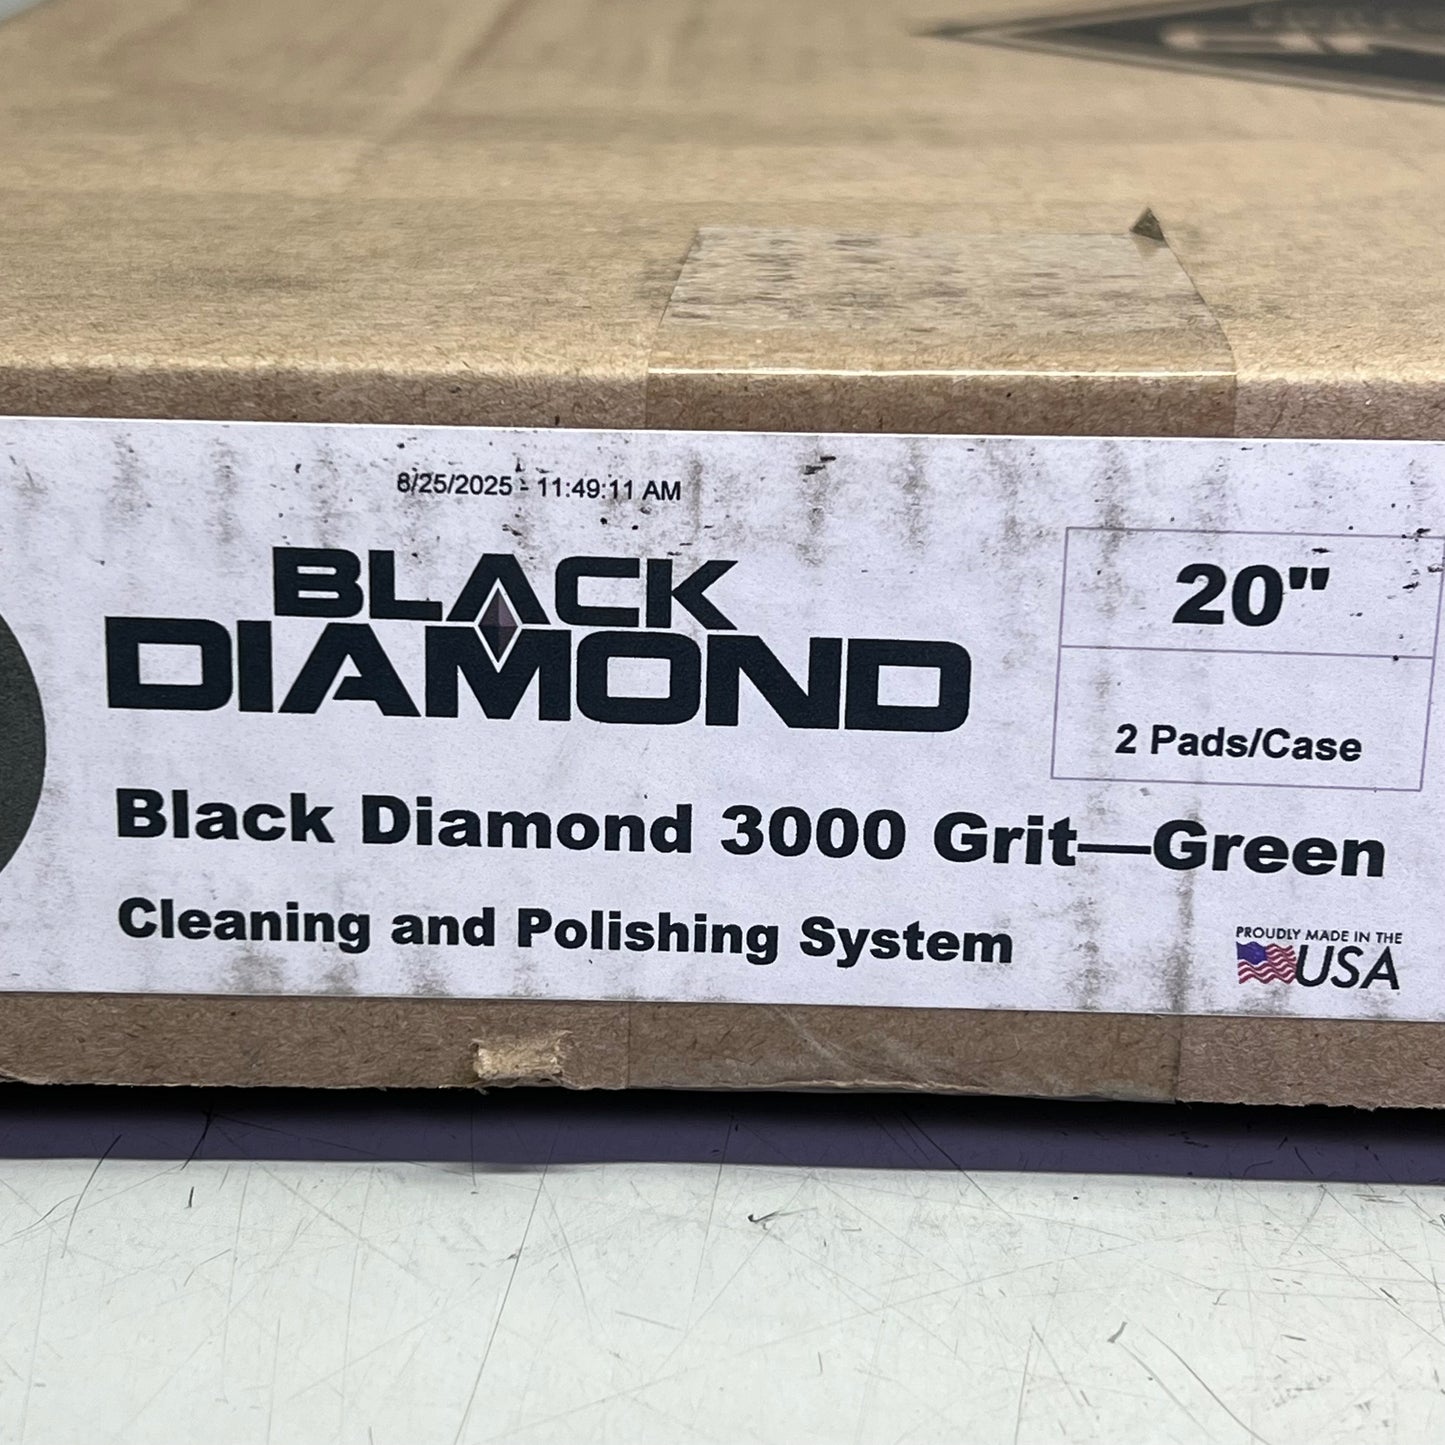 8/25/2025 - 11:49:11 AM
BLACK
DIAMOND
20"
2 Pads/Case
Black Diamond 3000 Grit—Green
Cleaning and Polishing System
PROUDLY MADE IN THE
USA